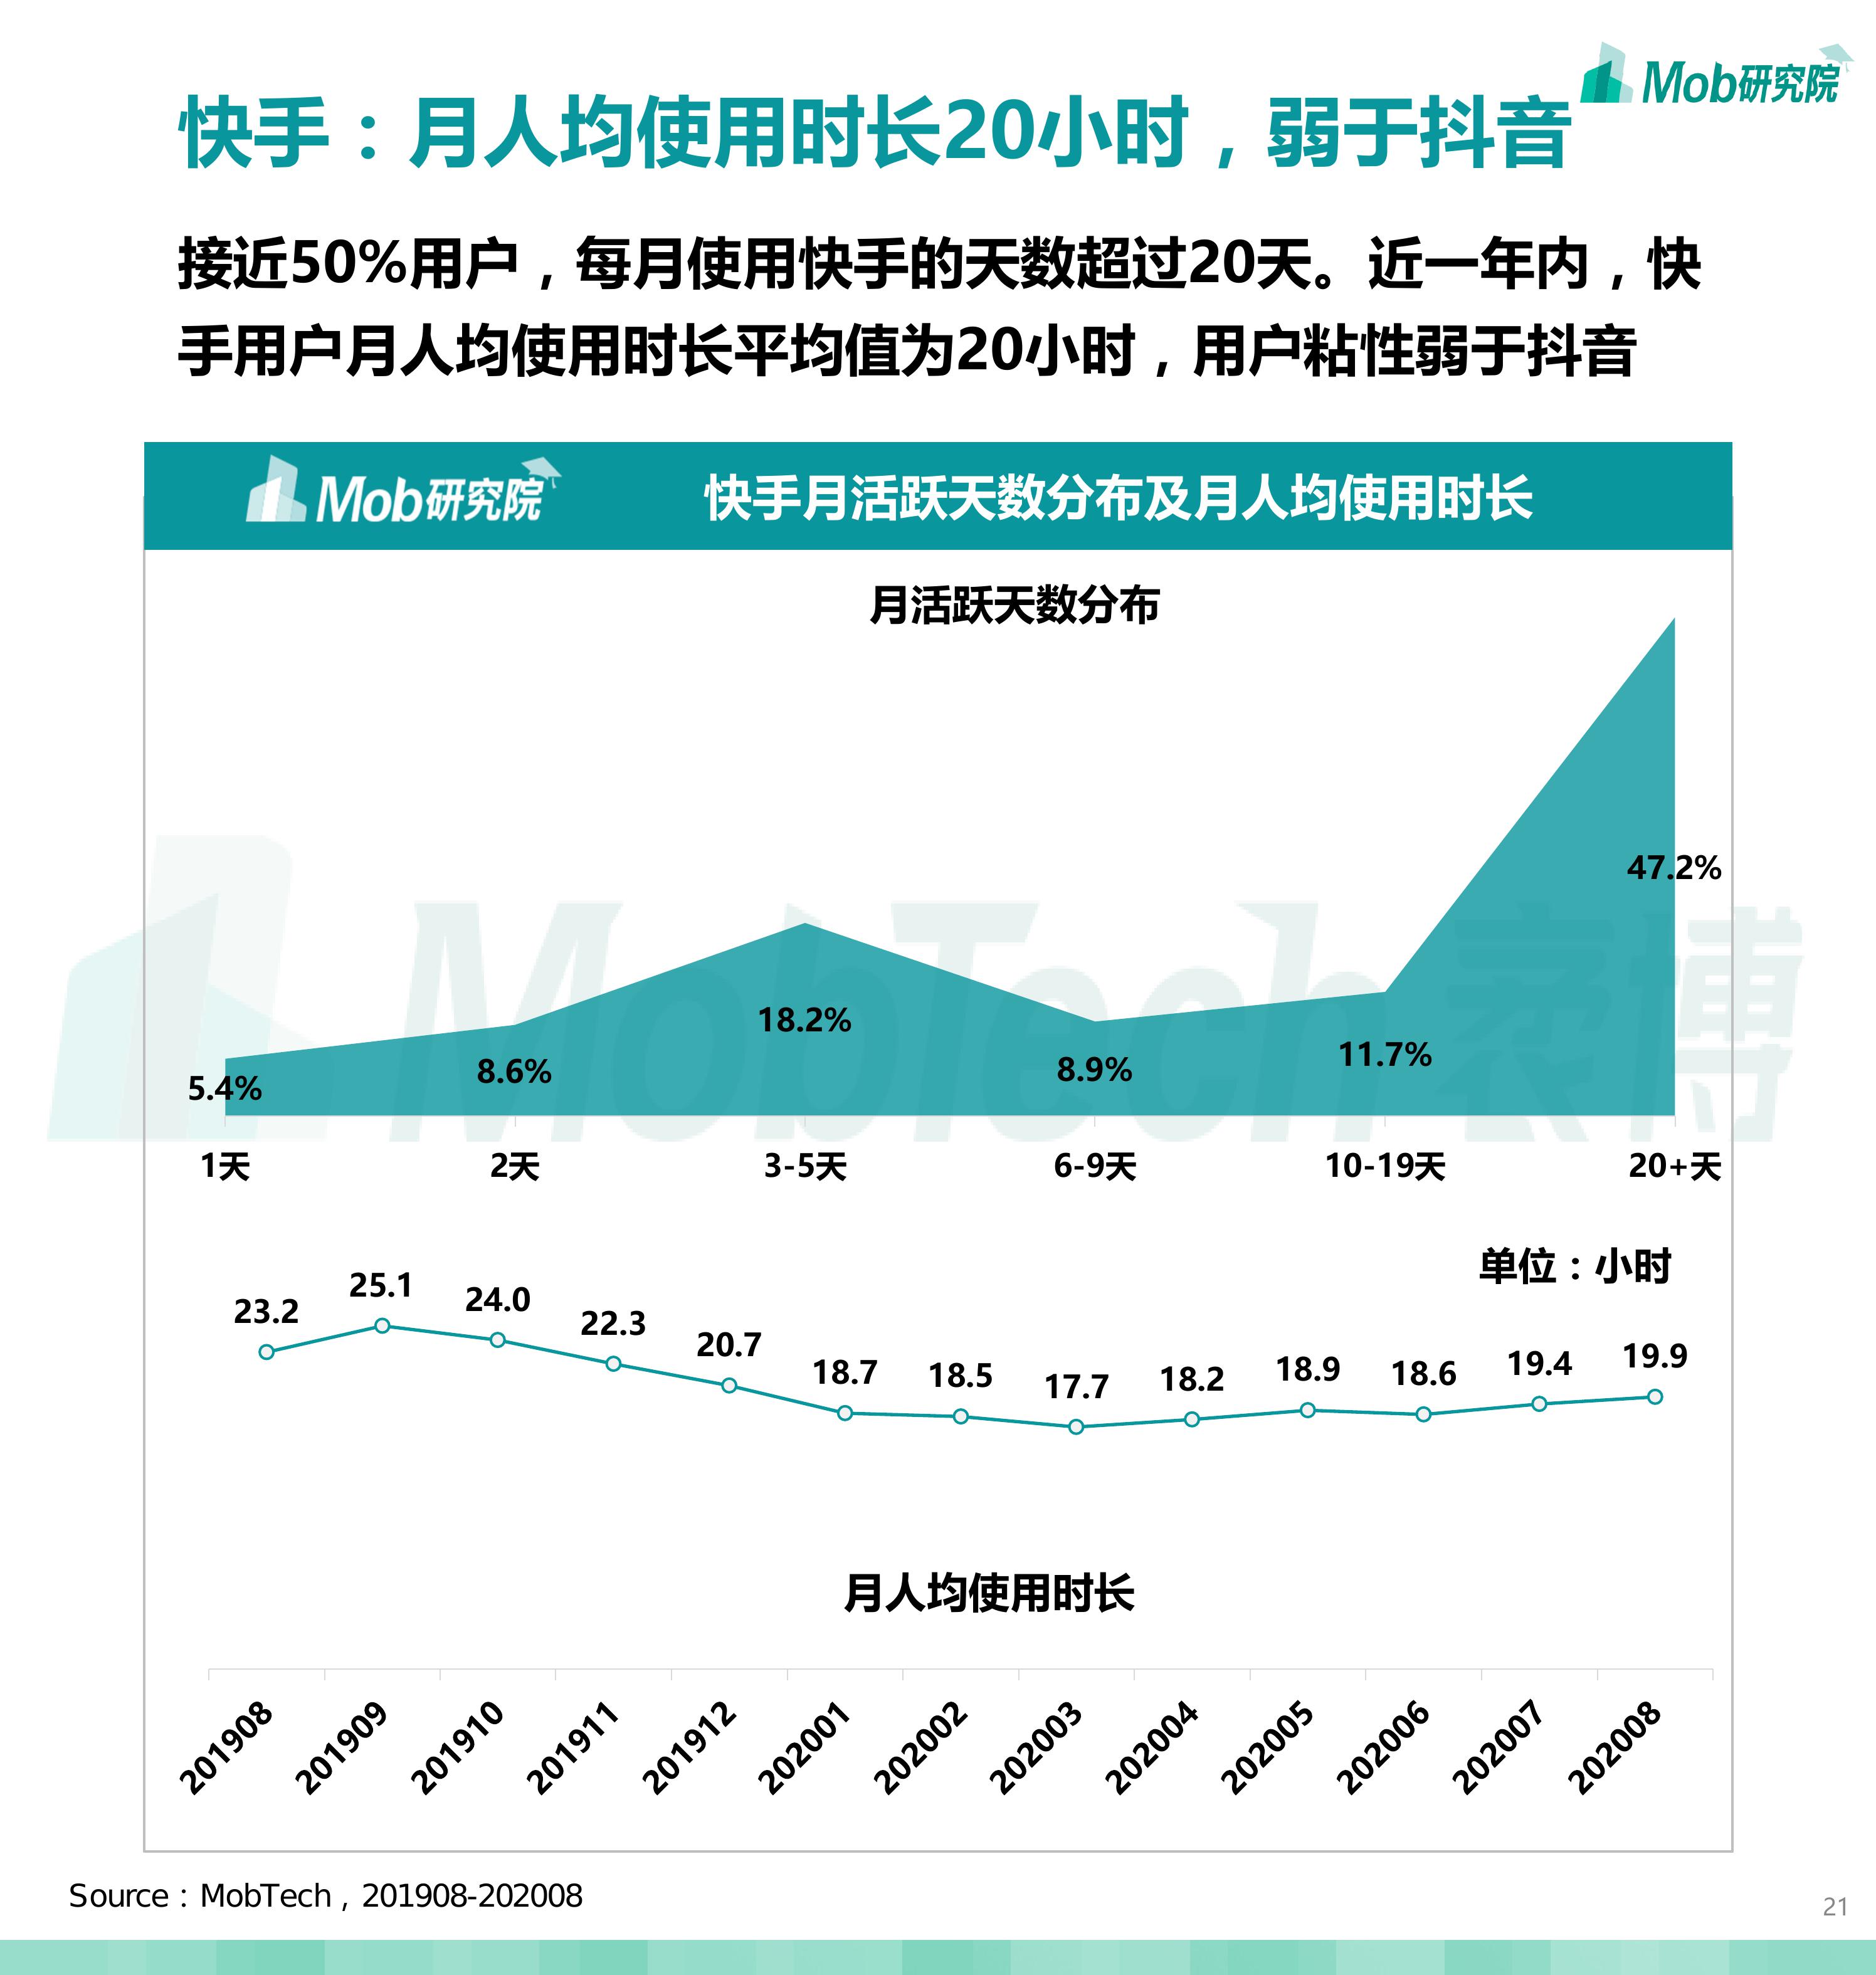 Mob研究院
快手：月人均使用时长20小时，弱于抖音
接近50%用户，每月使用快手的天数超过20天。近一年内，快
手用户月人均使用时长平均值为20小时，用户粘性弱于抖音
Mob研究院
快手月活跃天数分布及月人均使用时长
月活跃天数分布
5.4% 8.6% 18.2% 8.9% 11.7% 47.2%
MobTech袤博
1天 2天 3-5天 6-9天 10-19天 20+天
单位：小时
23.2 25.1 24.0 22.3 20.7 18.7 18.5 17.7 18.2 18.9 18.6 19.4 19.9
月人均使用时长
201908 201909 201910 201911 201912 202001 202002 202003 202004 202005 202006 202007 202008
Source：MobTech，201908-202008
21